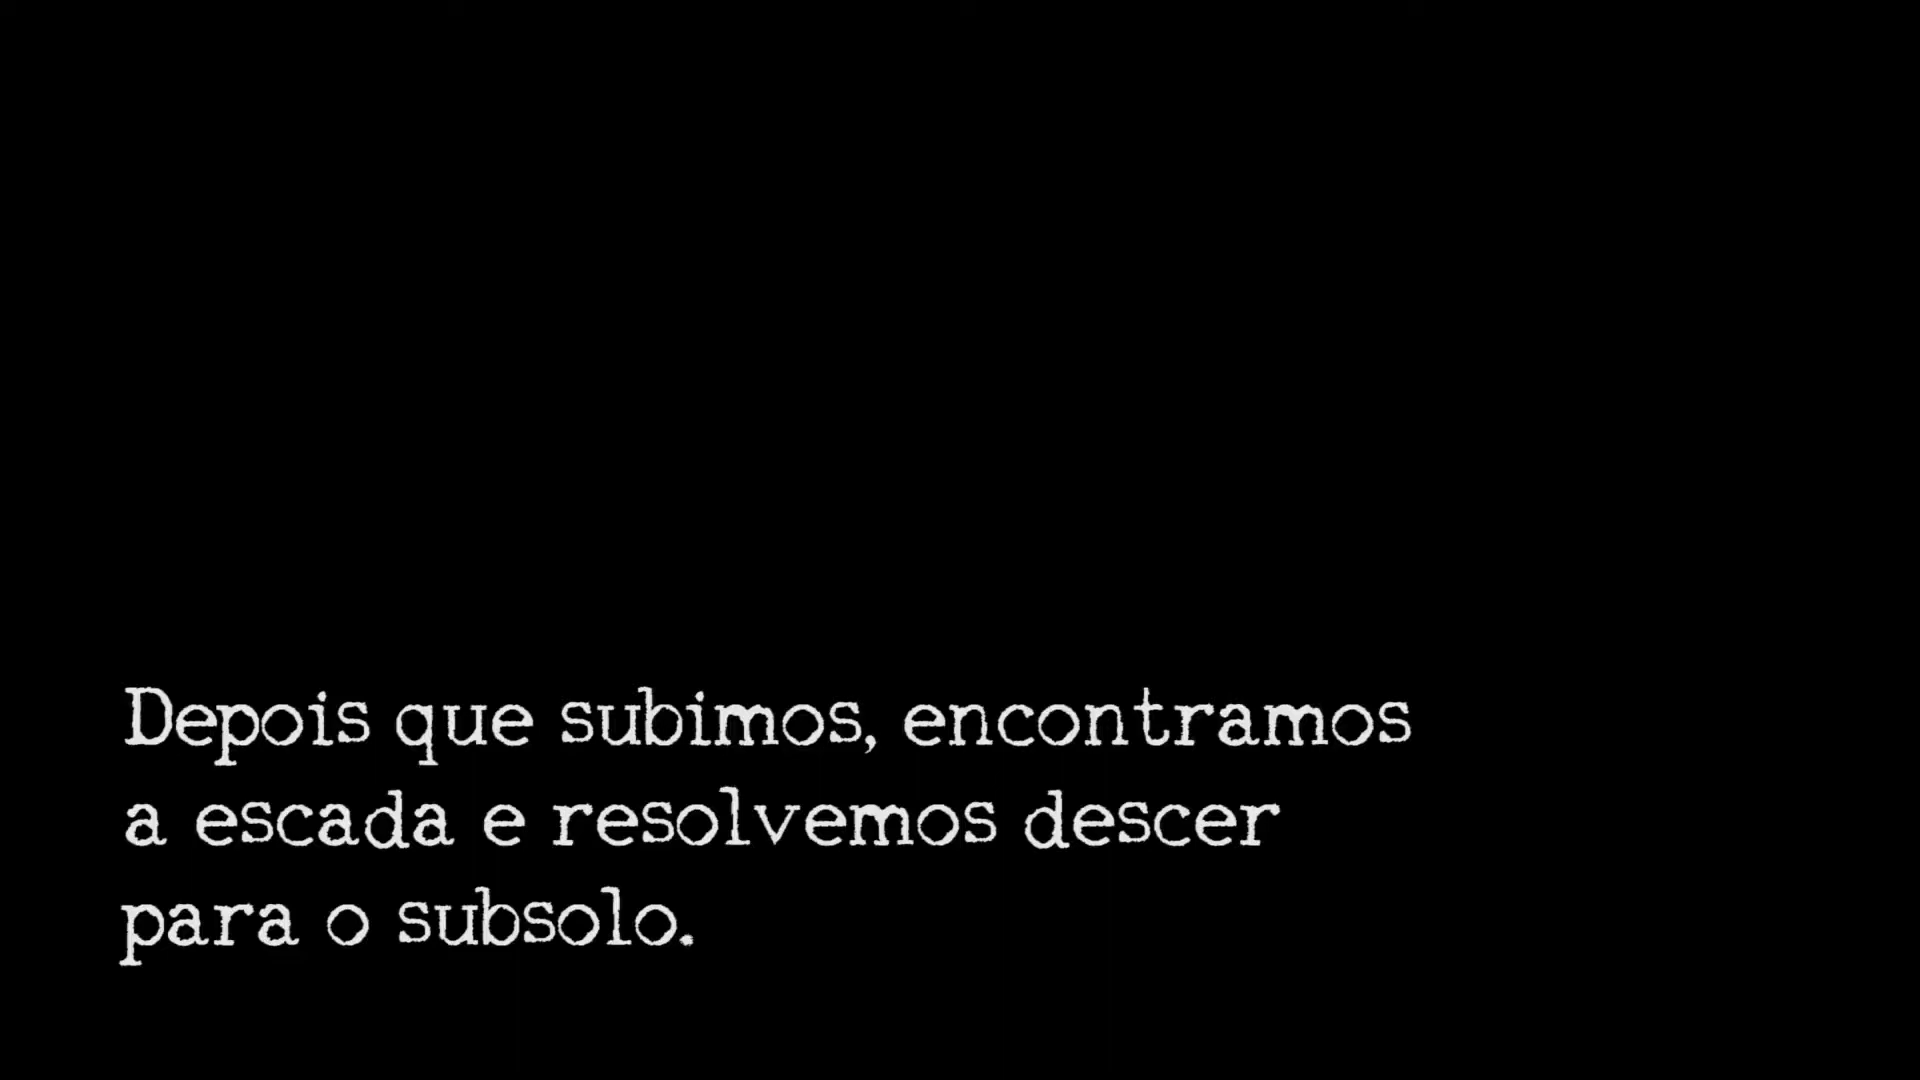 Depois que subimos, encontramos
a escada e resolvemos descer
para o subsolo.